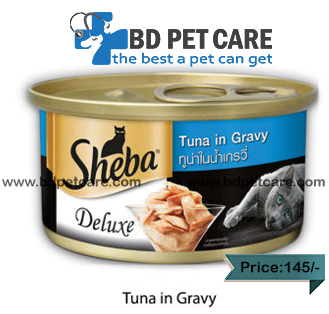 BD PET CARE
the best a pet can get
Sheba
Deluxe
Tuna in Gravy
ทูน่าในน้ำเกรวี่
www.bdpetcare.com www.bdpetcare.com
Price:145/-
Tuna in Gravy